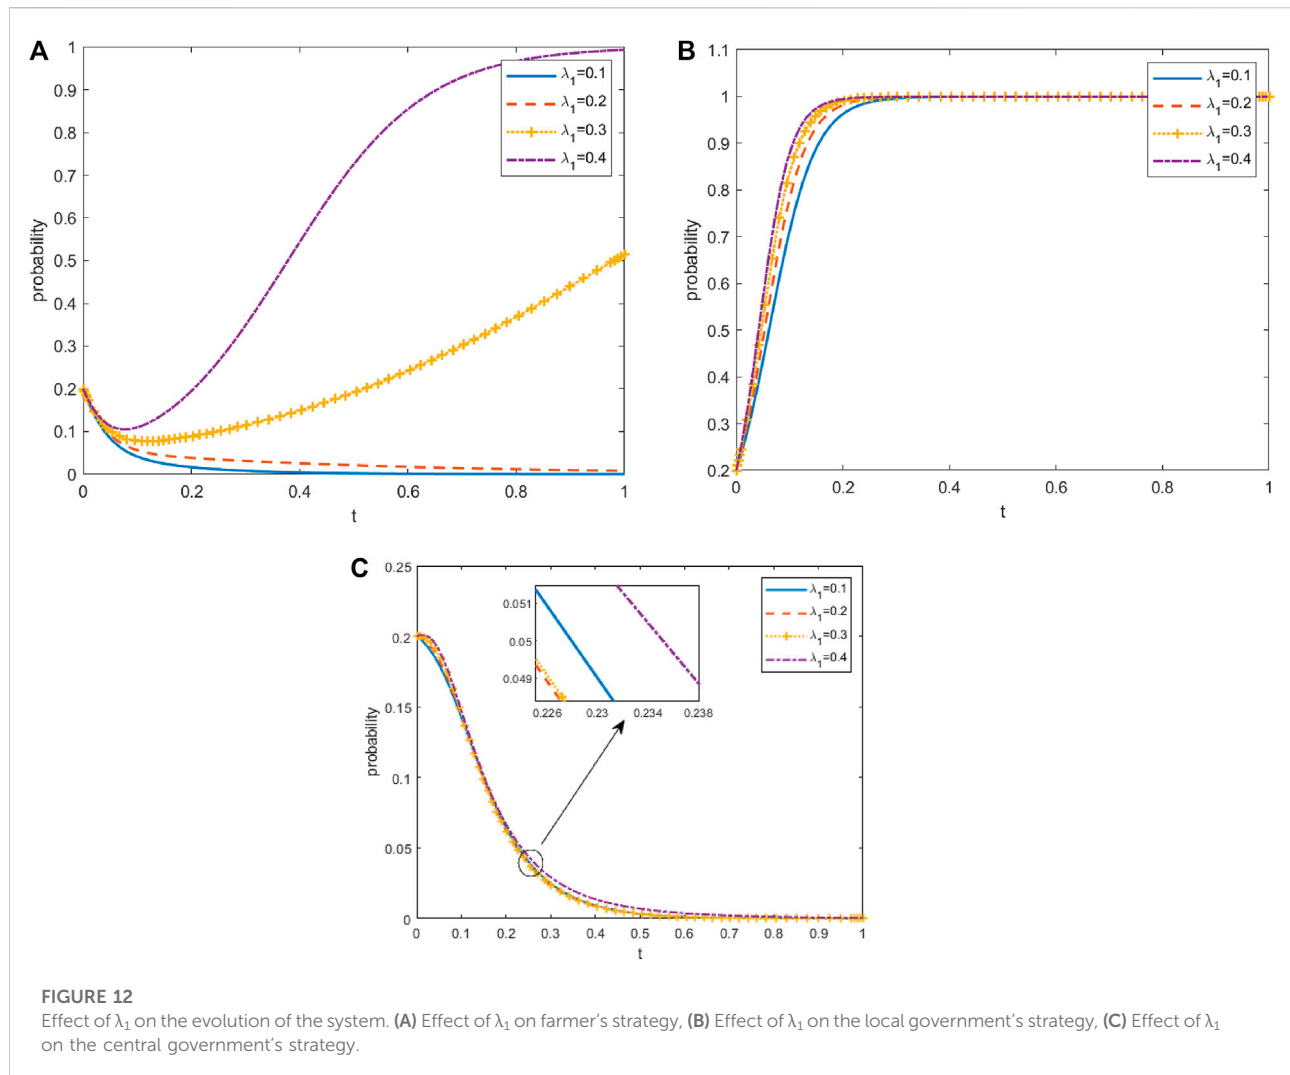 A
1
0.9
0.8
0.7
0.6
0.5
0.4
0.3
0.2
0.1
0
probability
0
0.2
0.4
0.6
0.8
1
t
λ₁=0.1
λ₁=0.2
λ₁=0.3
λ₁=0.4
B
1.1
1
0.9
0.8
0.7
0.6
0.5
0.4
0.3
0.2
probability
0
0.2
0.4
0.6
0.8
1
t
λ₁=0.1
λ₁=0.2
λ₁=0.3
λ₁=0.4
C
0.25
0.2
0.15
0.1
0.05
0
probability
0
0.1
0.2
0.3
0.4
0.5
0.6
0.7
0.8
0.9
1
t
0.051
0.05
0.049
0.226
0.23
0.234
0.238
λ₁=0.1
λ₁=0.2
λ₁=0.3
λ₁=0.4
FIGURE 12
Effect of λ₁ on the evolution of the system. (A) Effect of λ₁ on farmer's strategy, (B) Effect of λ₁ on the local government's strategy, (C) Effect of λ₁
on the central government's strategy.